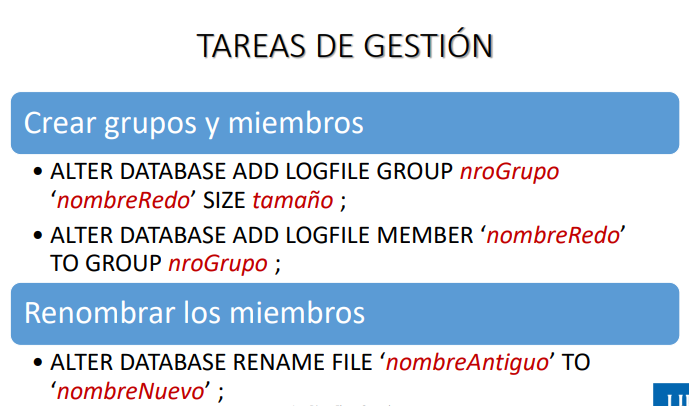 TAREAS DE GESTIÓN
Crear grupos y miembros
• ALTER DATABASE ADD LOGFILE GROUP nroGrupo
‘nombreRedo’ SIZE tamaño ;
• ALTER DATABASE ADD LOGFILE MEMBER ‘nombreRedo’
TO GROUP nroGrupo ;
Renombrar los miembros
• ALTER DATABASE RENAME FILE ‘nombreAntiguo’ TO
‘nombreNuevo’ ;